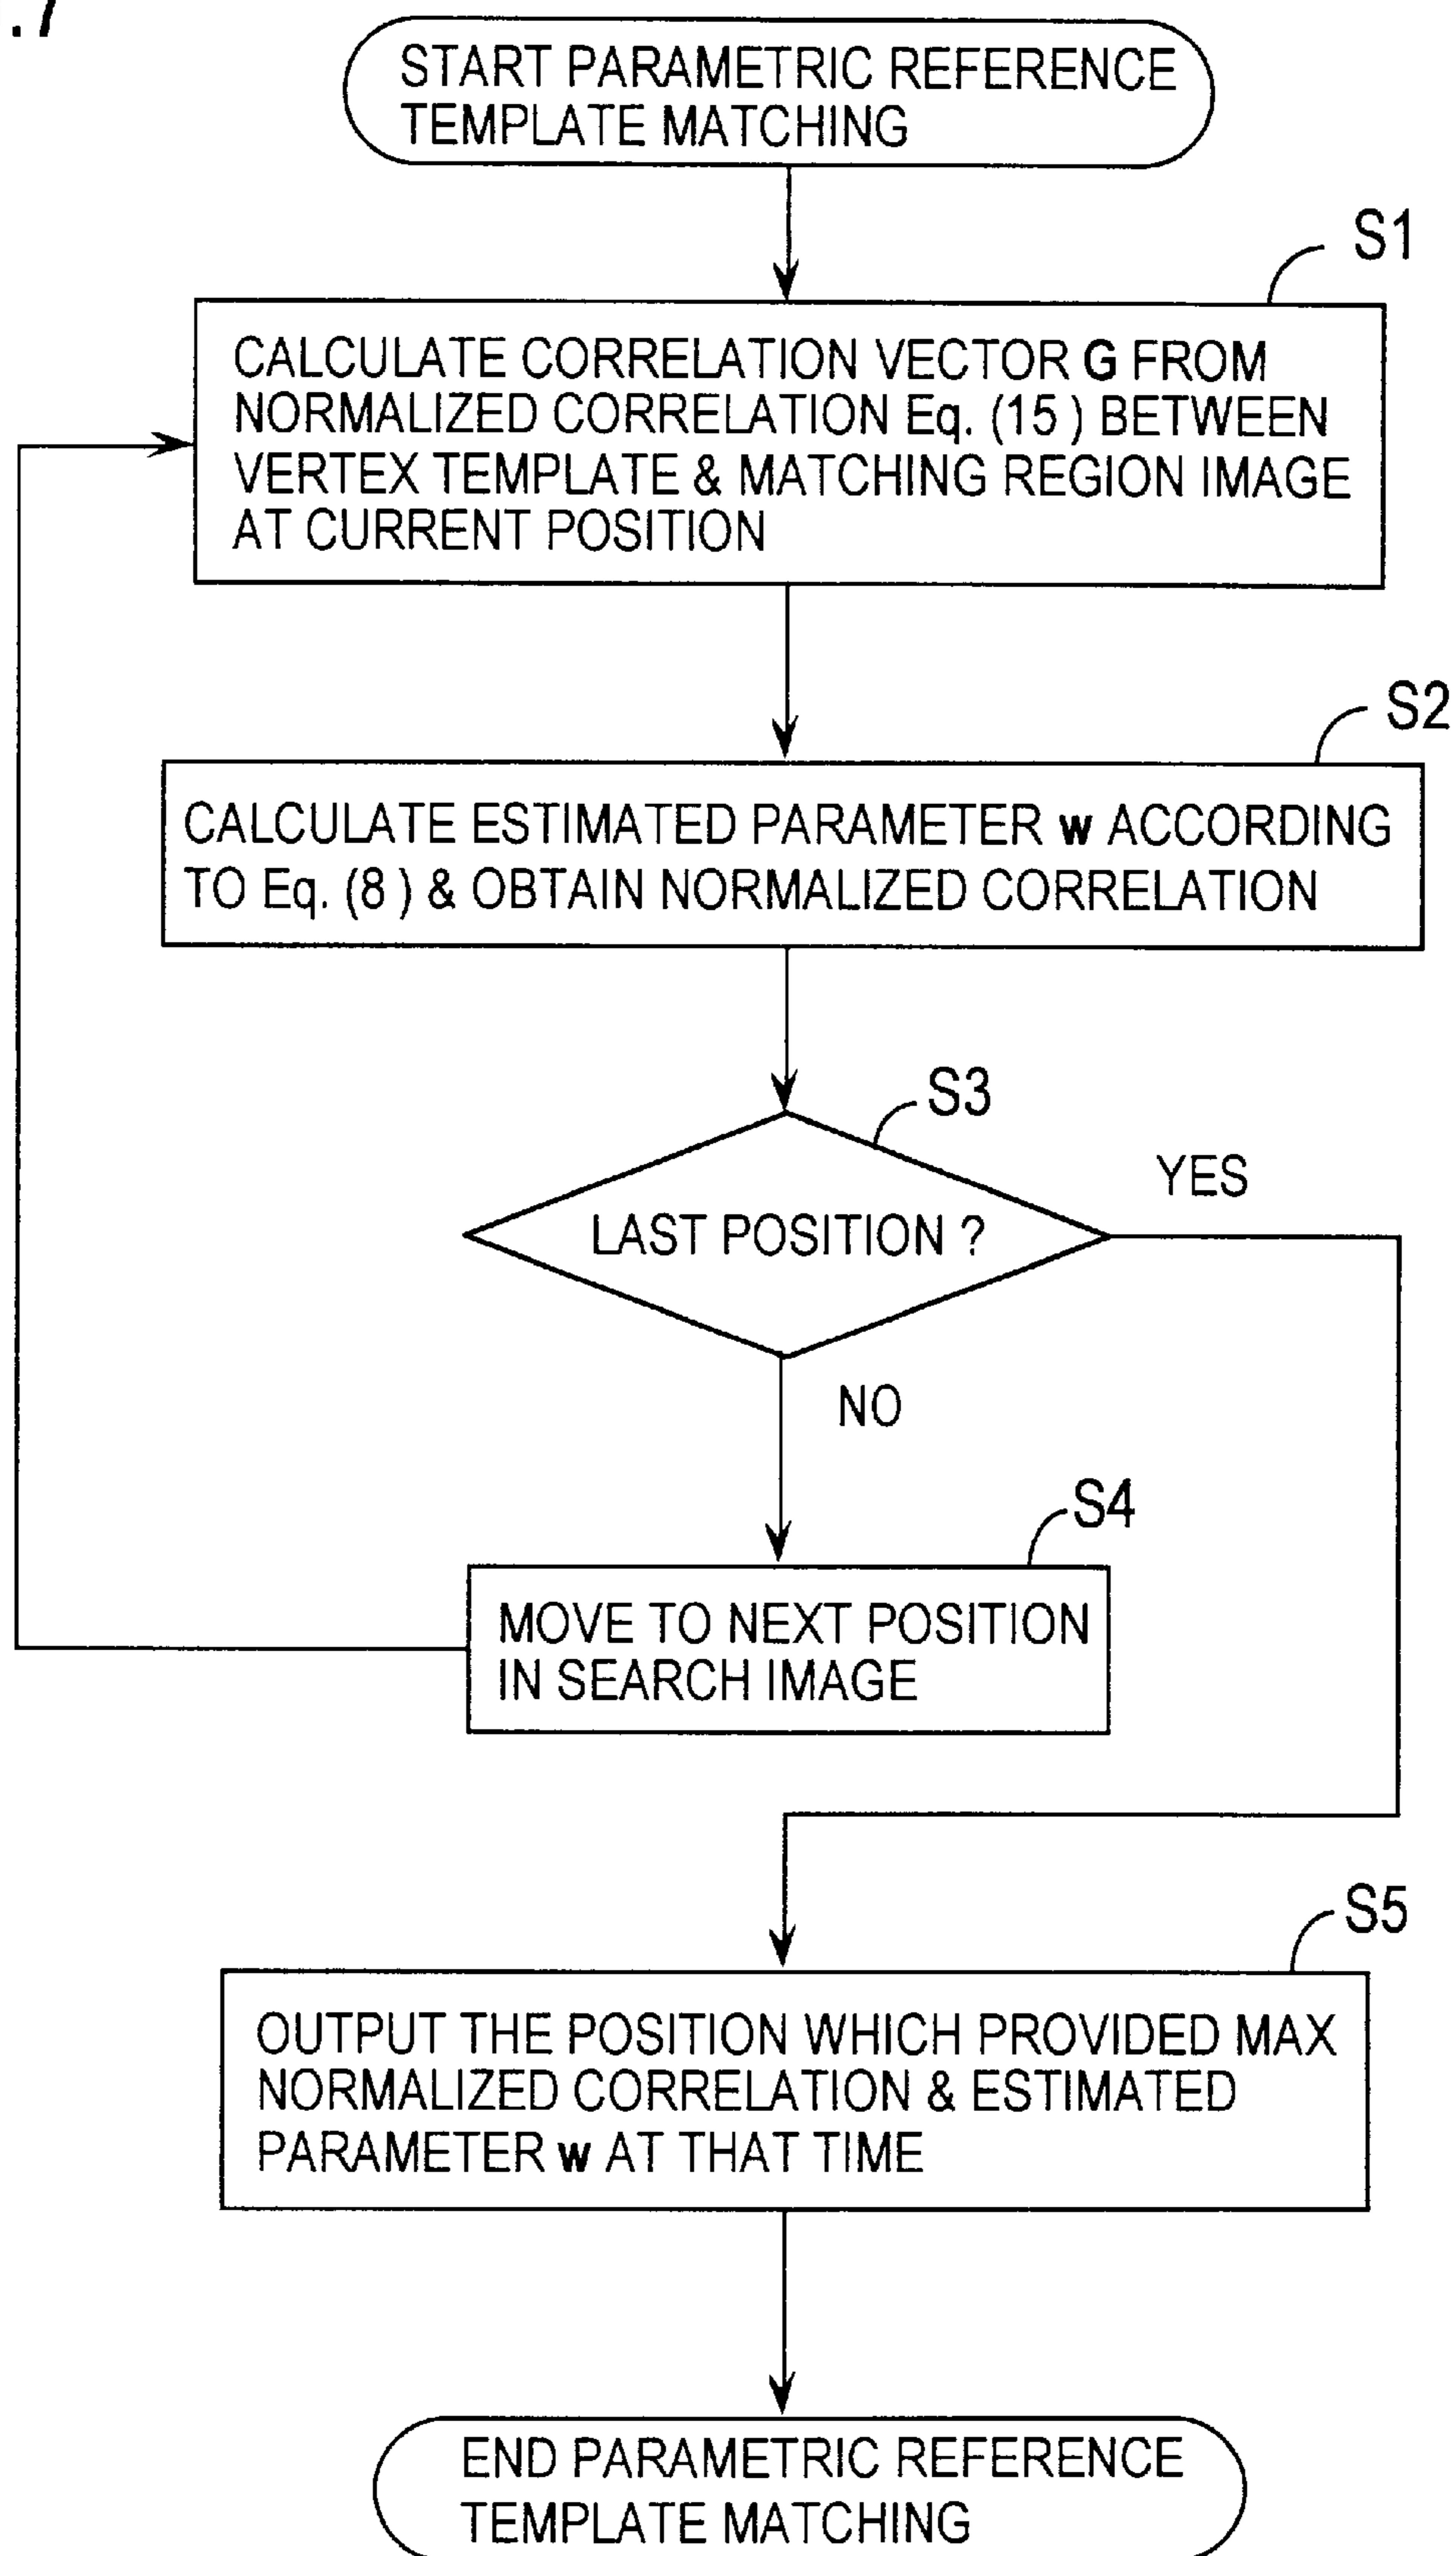 .7
START PARAMETRIC REFERENCE
TEMPLATE MATCHING
S1
CALCULATE CORRELATION VECTOR G FROM
NORMALIZED CORRELATION Eq. (15 ) BETWEEN
VERTEX TEMPLATE & MATCHING REGION IMAGE
AT CURRENT POSITION
S2
CALCULATE ESTIMATED PARAMETER w ACCORDING
TO Eq. (8 ) & OBTAIN NORMALIZED CORRELATION
S3
YES
LAST POSITION ?
NO
S4
MOVE TO NEXT POSITION
IN SEARCH IMAGE
S5
OUTPUT THE POSITION WHICH PROVIDED MAX
NORMALIZED CORRELATION & ESTIMATED
PARAMETER w AT THAT TIME
END PARAMETRIC REFERENCE
TEMPLATE MATCHING